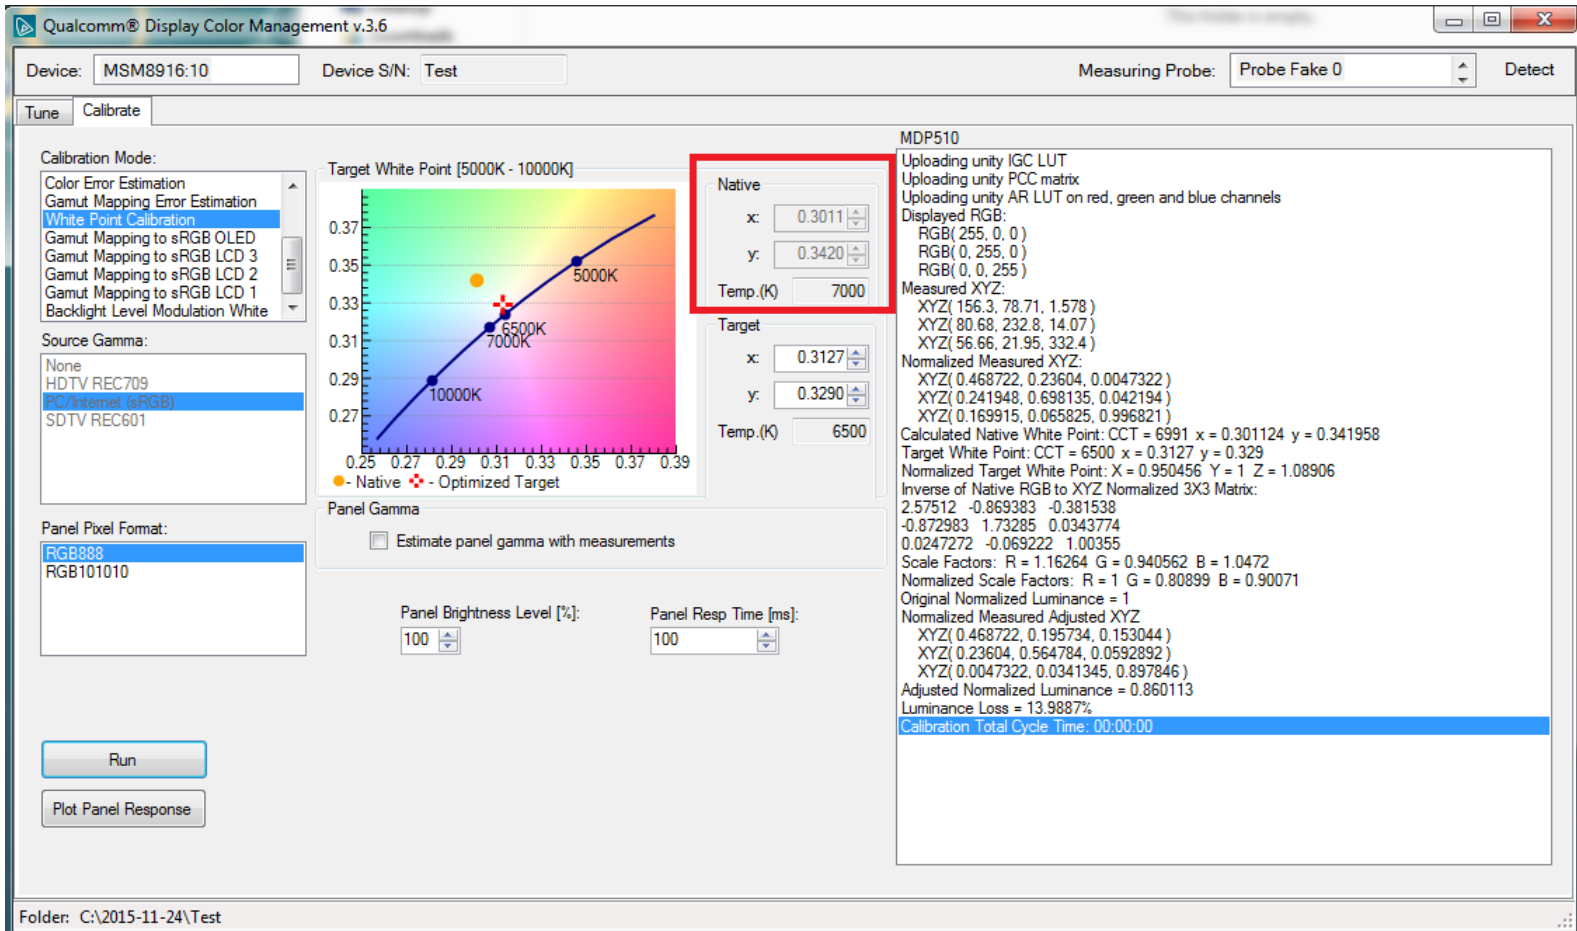 Qualcomm® Display Color Management v.3.6
This folder is empty.
Device: MSM8916:10 Device S/N: Test Measuring Probe: Probe Fake 0 Detect
Tune Calibrate
Calibration Mode:
Color Error Estimation
Gamut Mapping Error Estimation
White Point Calibration
Gamut Mapping to sRGB OLED
Gamut Mapping to sRGB LCD 3
Gamut Mapping to sRGB LCD 2
Gamut Mapping to sRGB LCD 1
Backlight Level Modulation White
Source Gamma:
None
HDTV REC709
PC/Internet (sRGB)
SDTV REC601
Panel Pixel Format:
RGB888
RGB101010
Run
Plot Panel Response
Target White Point [5000K - 10000K]
0.37
0.35
0.33
0.31
0.29
0.27
5000K
6500K
7000K
10000K
0.25 0.27 0.29 0.31 0.33 0.35 0.37 0.39
- Native - Optimized Target
Native
x: 0.3011
y: 0.3420
Temp.(K) 7000
Target
x: 0.3127
y: 0.3290
Temp.(K) 6500
Panel Gamma
Estimate panel gamma with measurements
Panel Brightness Level [%]: Panel Resp Time [ms]:
100 100
MDP510
Uploading unity IGC LUT
Uploading unity PCC matrix
Uploading unity AR LUT on red, green and blue channels
Displayed RGB:
RGB( 255, 0, 0 )
RGB( 0, 255, 0 )
RGB( 0, 0, 255 )
Measured XYZ:
XYZ( 156.3, 78.71, 1.578 )
XYZ( 80.68, 232.8, 14.07 )
XYZ( 56.66, 21.95, 332.4 )
Normalized Measured XYZ:
XYZ( 0.468722, 0.23604, 0.0047322 )
XYZ( 0.241948, 0.698135, 0.042194 )
XYZ( 0.169915, 0.065825, 0.996821 )
Calculated Native White Point: CCT = 6991 x = 0.301124 y = 0.341958
Target White Point: CCT = 6500 x = 0.3127 y = 0.329
Normalized Target White Point: X = 0.950456 Y = 1 Z = 1.08906
Inverse of Native RGB to XYZ Normalized 3X3 Matrix:
2.57512 -0.869383 -0.381538
-0.872983 1.73285 0.0343774
0.0247272 -0.069222 1.00355
Scale Factors: R = 1.16264 G = 0.940562 B = 1.0472
Normalized Scale Factors: R = 1 G = 0.80899 B = 0.90071
Original Normalized Luminance = 1
Normalized Measured Adjusted XYZ
XYZ( 0.468722, 0.195734, 0.153044 )
XYZ( 0.23604, 0.564784, 0.0592892 )
XYZ( 0.0047322, 0.0341345, 0.897846 )
Adjusted Normalized Luminance = 0.860113
Luminance Loss = 13.9887%
Calibration Total Cycle Time: 00:00:00
Folder: C:\2015-11-24\Test